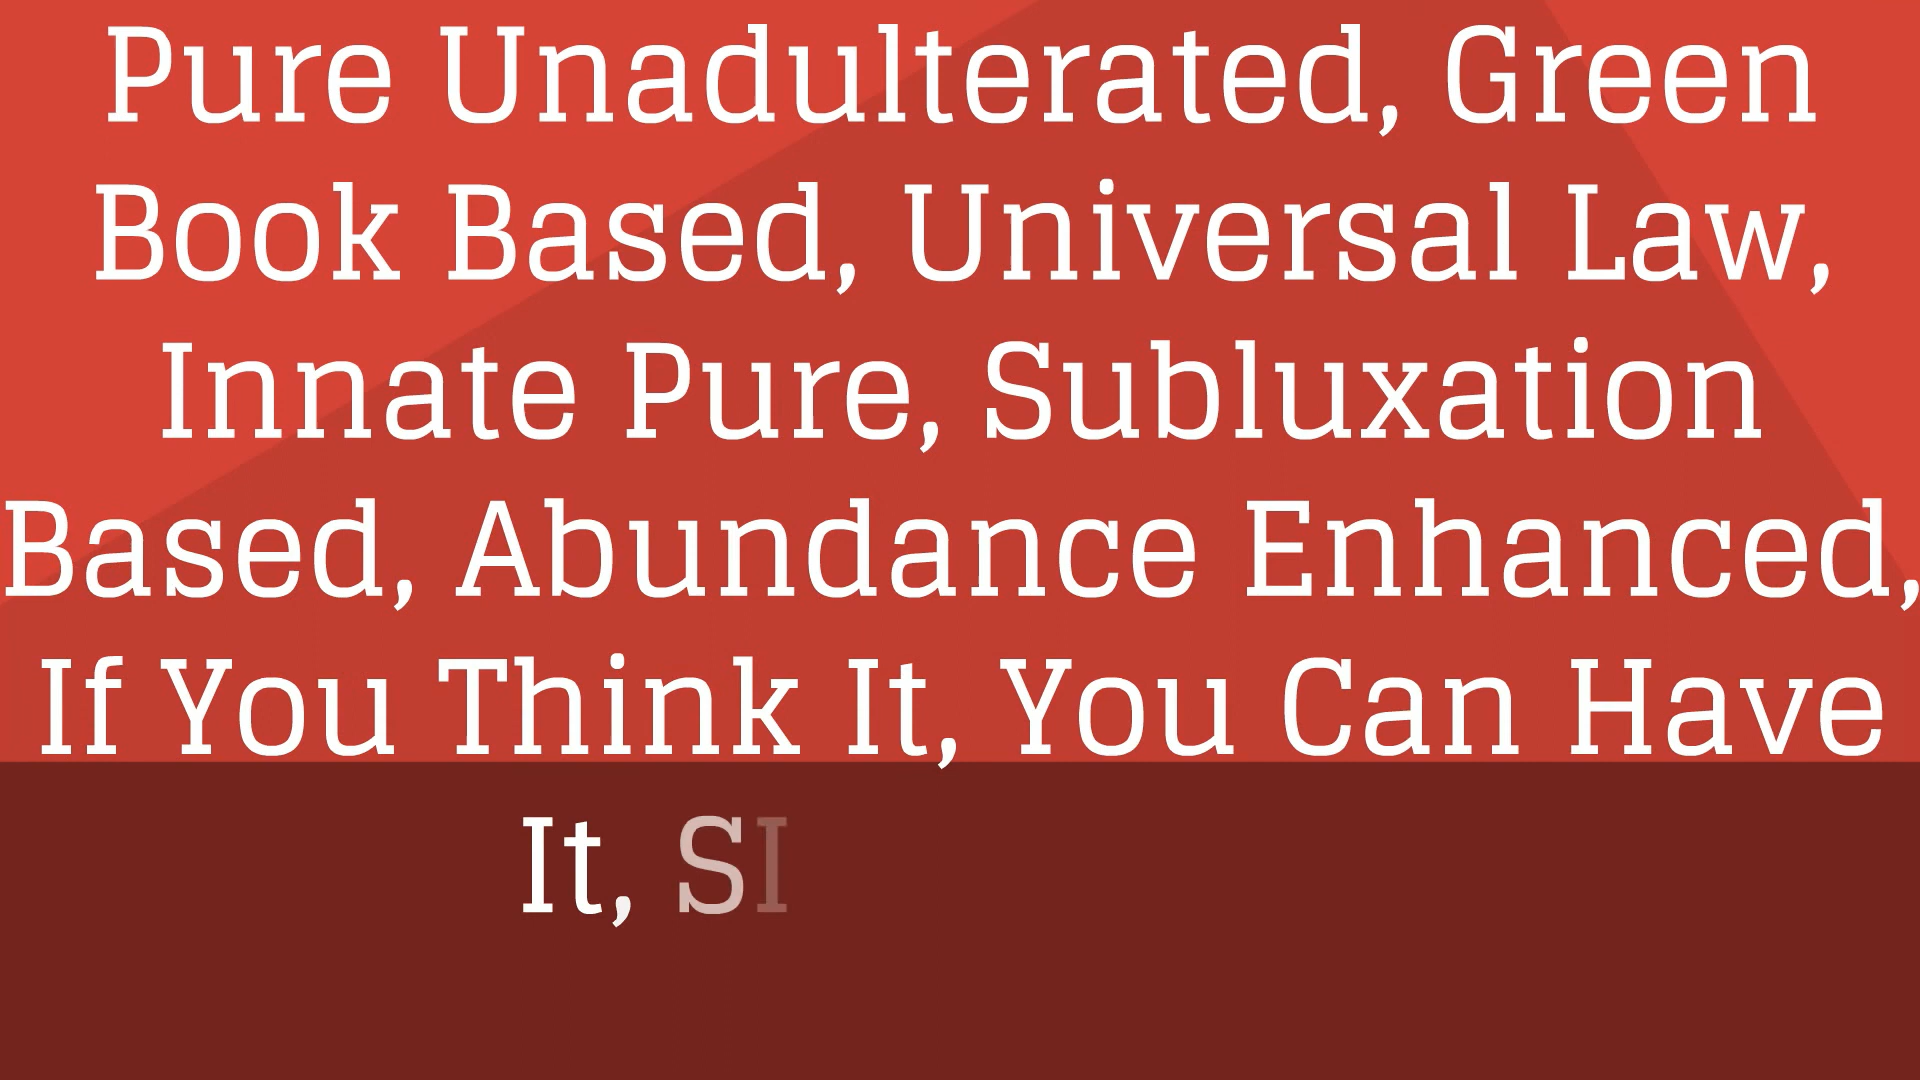 Pure Unadulterated, Green
Book Based, Universal Law,
Innate Pure, Subluxation
Based, Abundance Enhanced,
If You Think It, You Can Have
It, SI